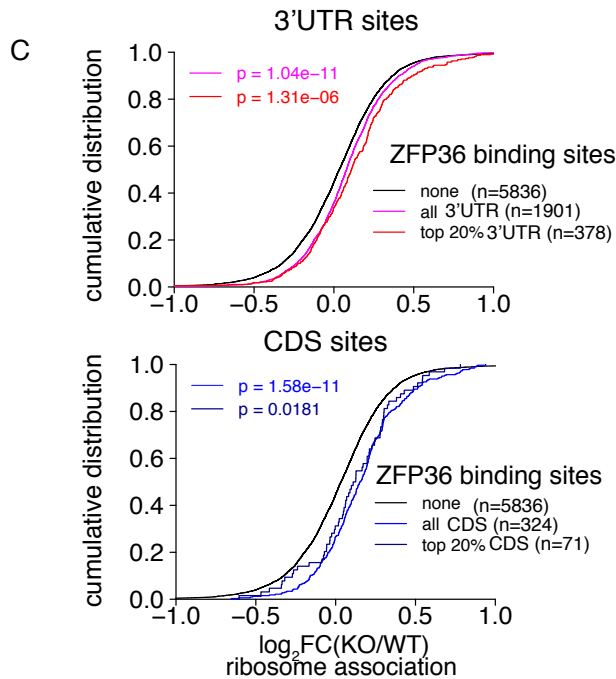 C
3'UTR sites
cumulative distribution
1.0
0.8
0.6
0.4
0.2
0.0
p = 1.04e−11
p = 1.31e−06
ZFP36 binding sites
none (n=5836)
all 3'UTR (n=1901)
top 20% 3'UTR (n=378)
−1.0 −0.5 0.0 0.5 1.0
CDS sites
cumulative distribution
1.0
0.8
0.6
0.4
0.2
0.0
p = 1.58e−11
p = 0.0181
ZFP36 binding sites
none (n=5836)
all CDS (n=324)
top 20% CDS (n=71)
−1.0 −0.5 0.0 0.5 1.0
log₂FC(KO/WT)
ribosome association